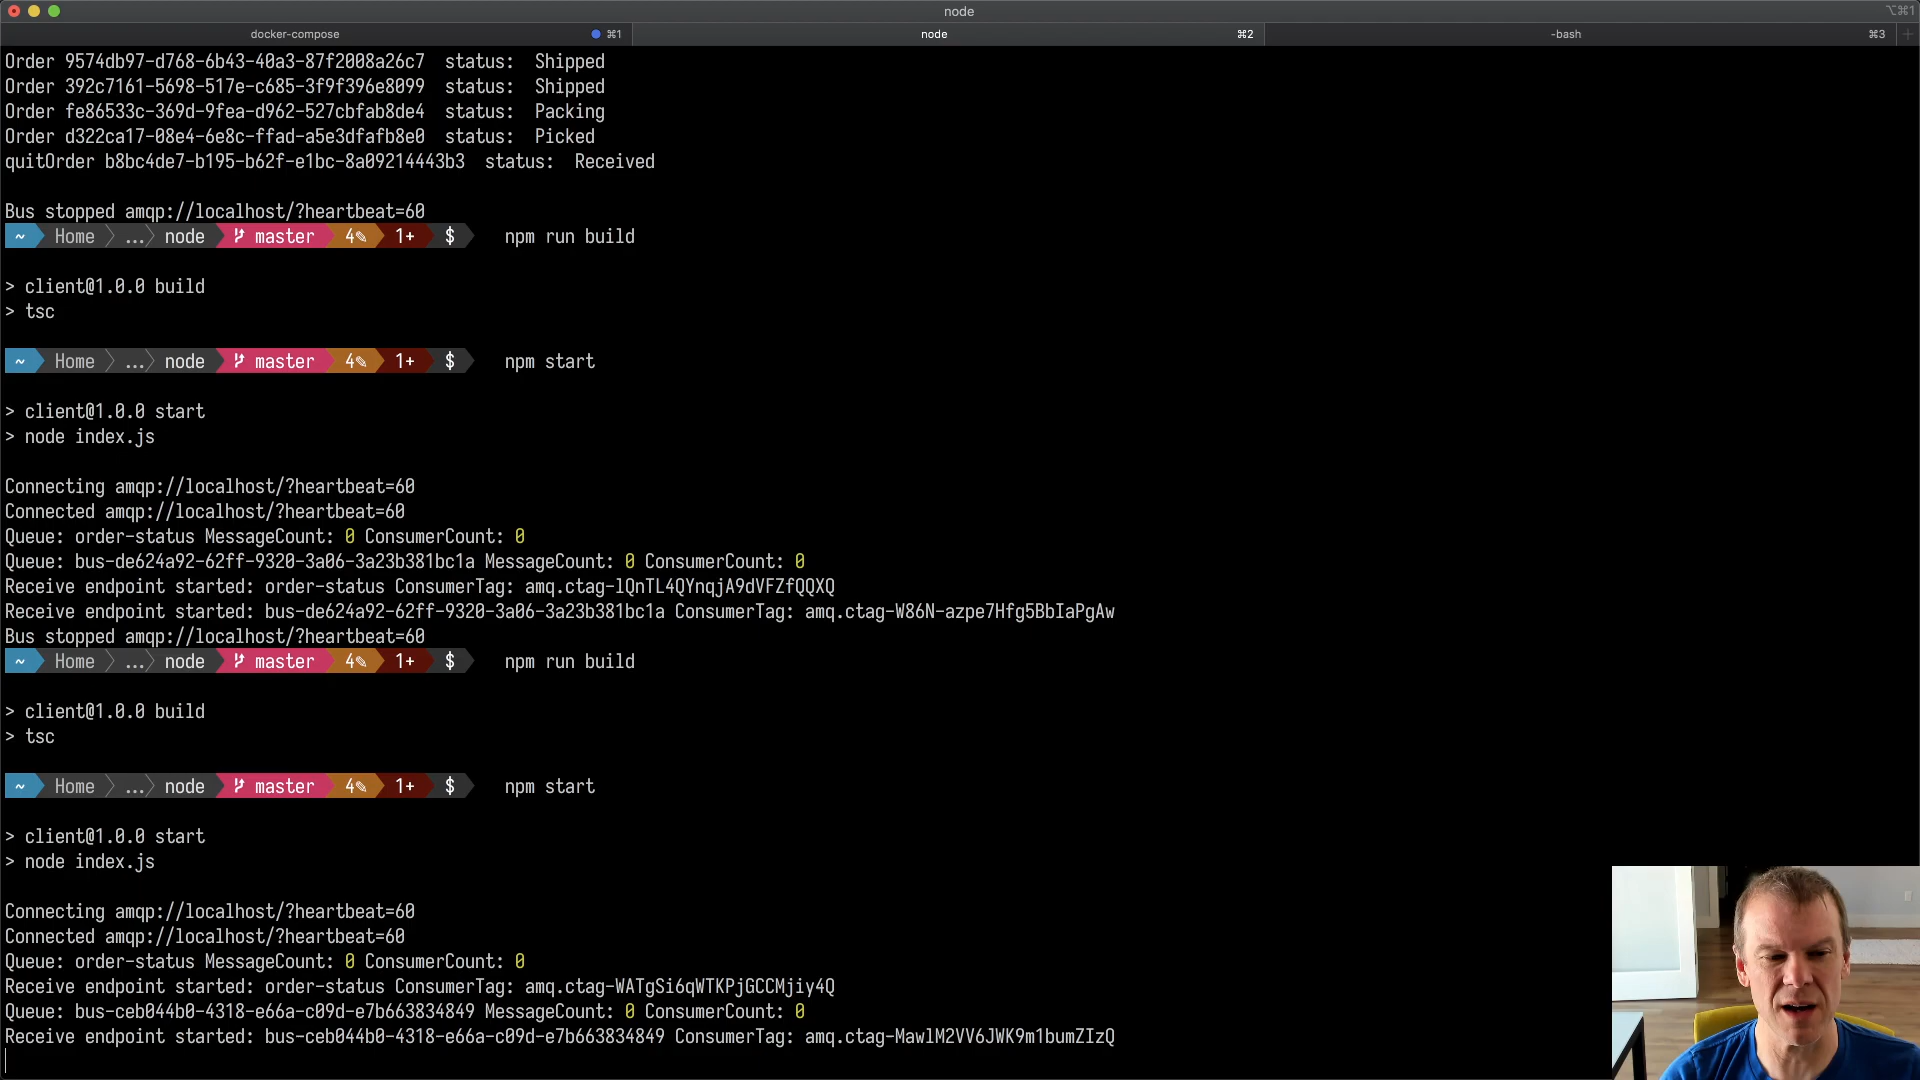 node
⌥⌘1
docker-compose ⌘1 node ⌘2 -bash ⌘3 +
Order 9574db97-d768-6b43-40a3-87f2008a26c7 status: Shipped
Order 392c7161-5698-517e-c685-3f9f396e8099 status: Shipped
Order fe86533c-369d-9fea-d962-527cbfab8de4 status: Packing
Order d322ca17-08e4-6e8c-ffad-a5e3dfafb8e0 status: Picked
quitOrder b8bc4de7-b195-b62f-e1bc-8a09214443b3 status: Received
Bus stopped amqp://localhost/?heartbeat=60
~ Home ... node master 4✎ 1+ $ npm run build
> client@1.0.0 build
> tsc
~ Home ... node master 4✎ 1+ $ npm start
> client@1.0.0 start
> node index.js
Connecting amqp://localhost/?heartbeat=60
Connected amqp://localhost/?heartbeat=60
Queue: order-status MessageCount: 0 ConsumerCount: 0
Queue: bus-de624a92-62ff-9320-3a06-3a23b381bc1a MessageCount: 0 ConsumerCount: 0
Receive endpoint started: order-status ConsumerTag: amq.ctag-lQnTL4QYnqjA9dVFZfQQXQ
Receive endpoint started: bus-de624a92-62ff-9320-3a06-3a23b381bc1a ConsumerTag: amq.ctag-W86N-azpe7Hfg5BbIaPgAw
Bus stopped amqp://localhost/?heartbeat=60
~ Home ... node master 4✎ 1+ $ npm run build
> client@1.0.0 build
> tsc
~ Home ... node master 4✎ 1+ $ npm start
> client@1.0.0 start
> node index.js
Connecting amqp://localhost/?heartbeat=60
Connected amqp://localhost/?heartbeat=60
Queue: order-status MessageCount: 0 ConsumerCount: 0
Receive endpoint started: order-status ConsumerTag: amq.ctag-WATgSi6qWTKPjGCCMjiy4Q
Queue: bus-ceb044b0-4318-e66a-c09d-e7b663834849 MessageCount: 0 ConsumerCount: 0
Receive endpoint started: bus-ceb044b0-4318-e66a-c09d-e7b663834849 ConsumerTag: amq.ctag-MawlM2VV6JWK9m1bumZIzQ